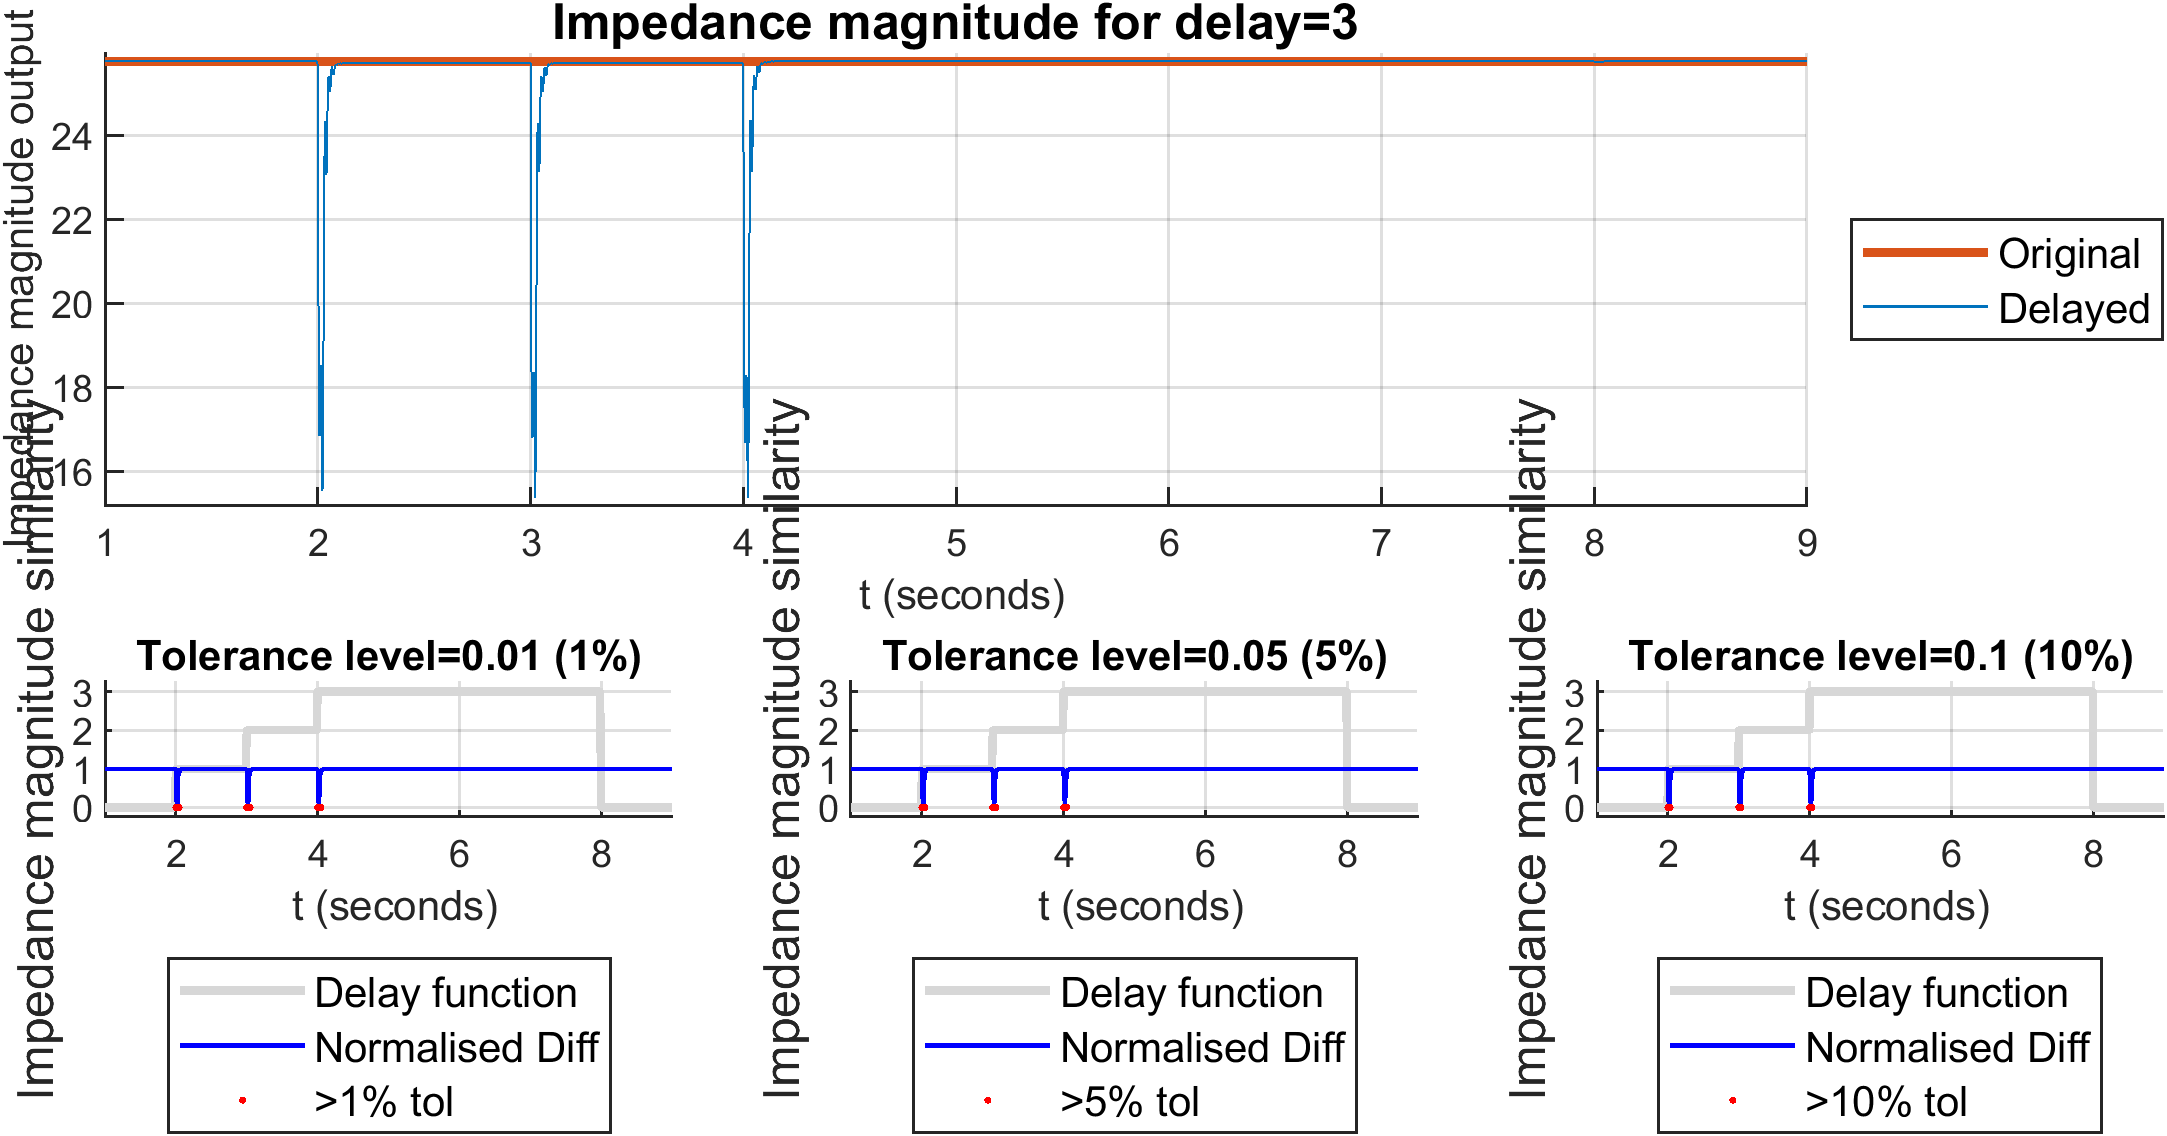 Impedance magnitude for delay=3
Impedance magnitude output
24
22
20
18
16
1 2 3 4 5 6 7 8 9
t (seconds)
Original
Delayed
Tolerance level=0.01 (1%)
Impedance magnitude similarity
3
2
1
0
2 4 6 8
t (seconds)
Delay function
Normalised Diff
>1% tol
Tolerance level=0.05 (5%)
Impedance magnitude similarity
3
2
1
0
2 4 6 8
t (seconds)
Delay function
Normalised Diff
>5% tol
Tolerance level=0.1 (10%)
Impedance magnitude similarity
3
2
1
0
2 4 6 8
t (seconds)
Delay function
Normalised Diff
>10% tol